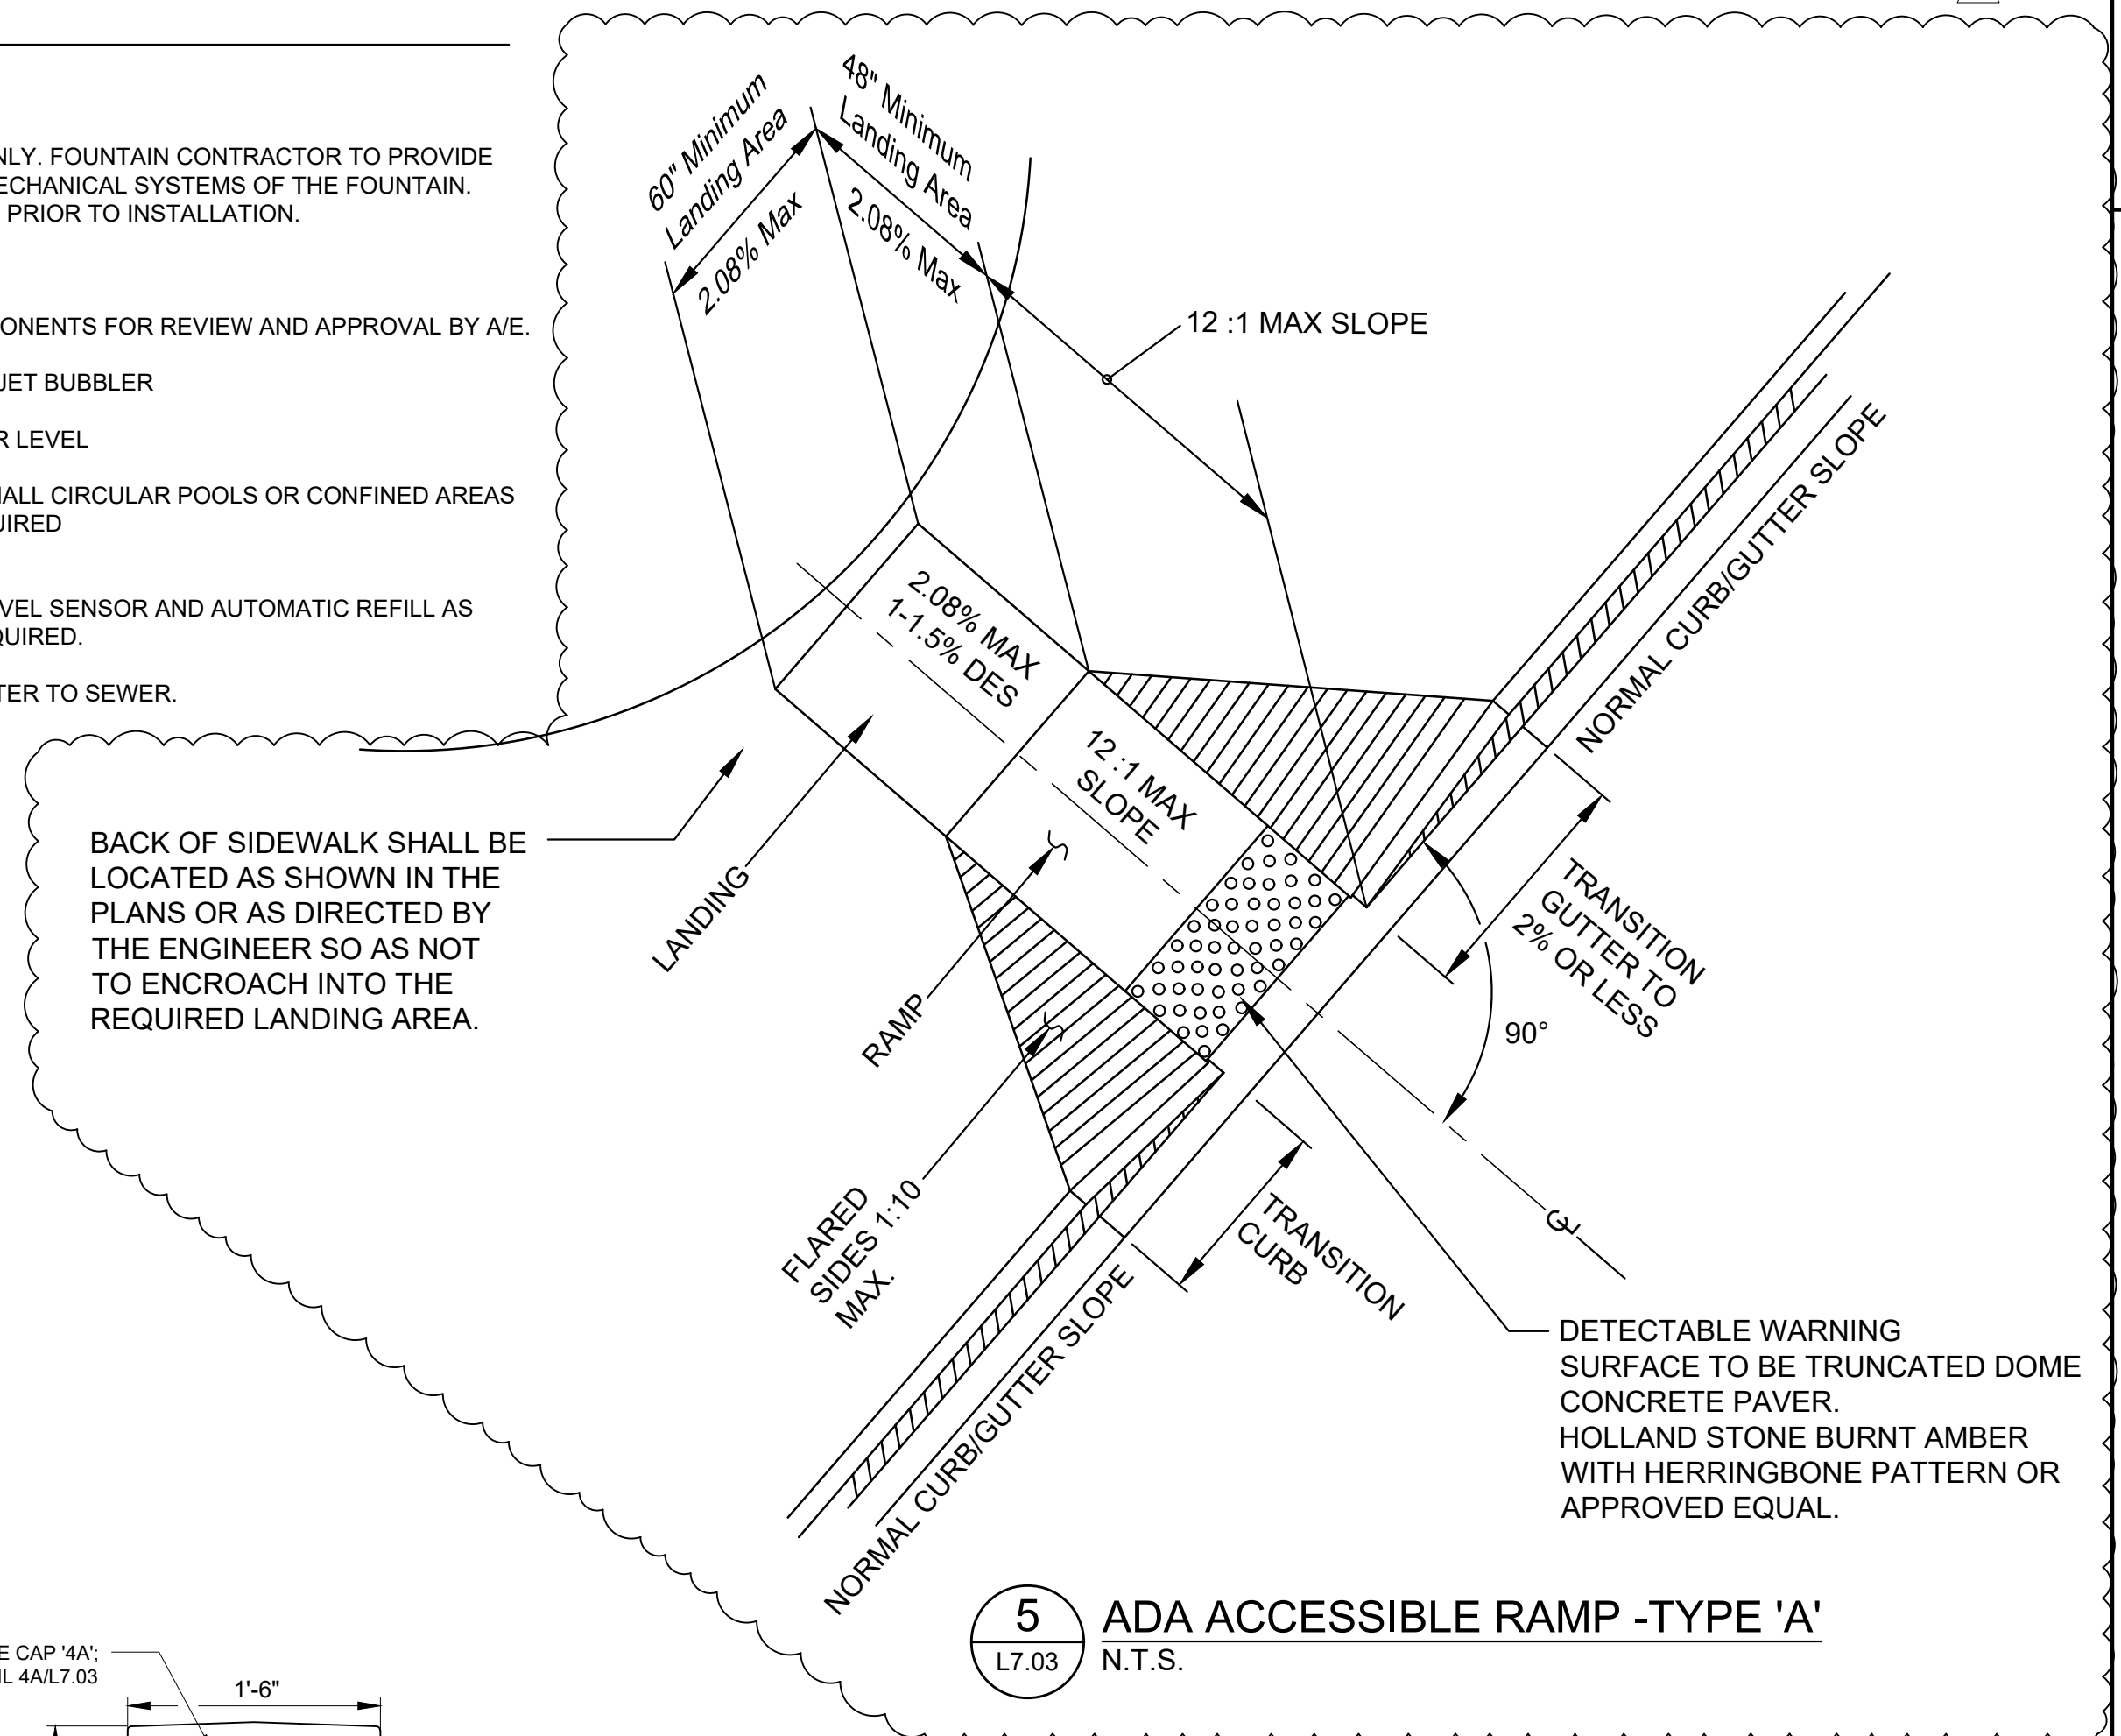 NLY. FOUNTAIN CONTRACTOR TO PROVIDE
ECHANICAL SYSTEMS OF THE FOUNTAIN.
PRIOR TO INSTALLATION.
ONENTS FOR REVIEW AND APPROVAL BY A/E.
JET BUBBLER
R LEVEL
ALL CIRCULAR POOLS OR CONFINED AREAS
UIRED
VEL SENSOR AND AUTOMATIC REFILL AS
QUIRED.
TER TO SEWER.
60" Minimum
Landing Area
2.08% Max
48" Minimum
Landing Area
2.08% Max
12 :1 MAX SLOPE
2.08% MAX
1-1.5% DES
12 :1 MAX
SLOPE
NORMAL CURB/GUTTER SLOPE
TRANSITION
GUTTER TO
2% OR LESS
90°
BACK OF SIDEWALK SHALL BE
LOCATED AS SHOWN IN THE
PLANS OR AS DIRECTED BY
THE ENGINEER SO AS NOT
TO ENCROACH INTO THE
REQUIRED LANDING AREA.
LANDING
RAMP
FLARED
SIDES 1:10
MAX.
TRANSITION
CURB
NORMAL CURB/GUTTER SLOPE
DETECTABLE WARNING
SURFACE TO BE TRUNCATED DOME
CONCRETE PAVER.
HOLLAND STONE BURNT AMBER
WITH HERRINGBONE PATTERN OR
APPROVED EQUAL.
5
L7.03
ADA ACCESSIBLE RAMP -TYPE 'A'
N.T.S.
E CAP '4A';
IL 4A/L7.03
1'-6"